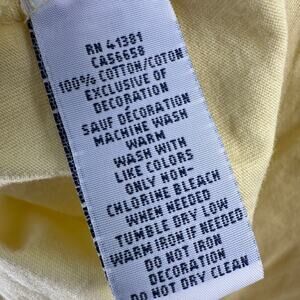 RN 41381
CA56658
100% COTTON/COTON
EXCLUSIVE OF
DECORATION
SAUF DÉCORATION
MACHINE WASH
WARM
WASH WITH
LIKE COLORS
ONLY NON-
CHLORINE BLEACH
WHEN NEEDED
TUMBLE DRY LOW
WARM IRON IF NEEDED
DO NOT IRON
DECORATION
DO NOT DRY CLEAN